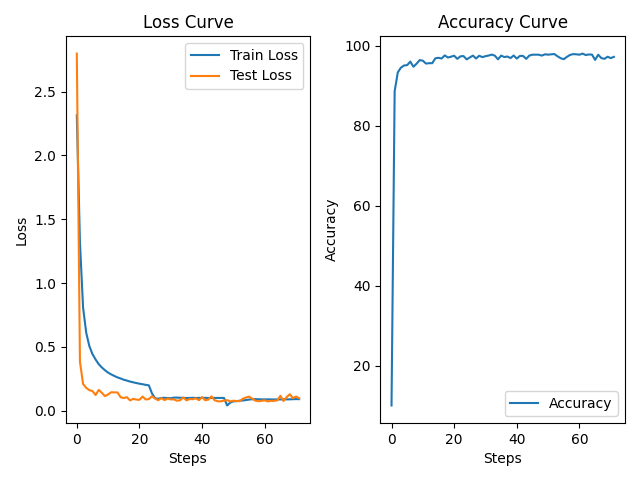 Loss Curve
Train Loss
Test Loss
Loss
2.5
2.0
1.5
1.0
0.5
0.0
0
20
40
60
Steps
Accuracy Curve
Accuracy
100
80
60
40
20
Accuracy
0
20
40
60
Steps